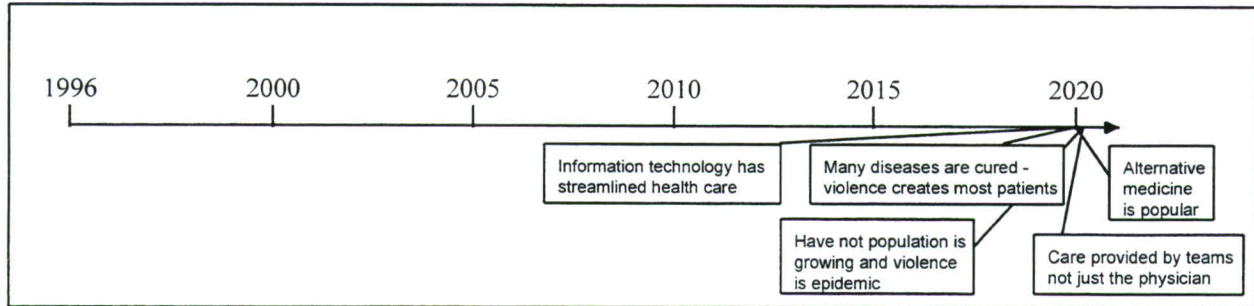 1996 2000 2005 2010 2015 2020
Information technology has
streamlined health care
Many diseases are cured -
violence creates most patients
Alternative
medicine
is popular
Have not population is
growing and violence
is epidemic
Care provided by teams
not just the physician